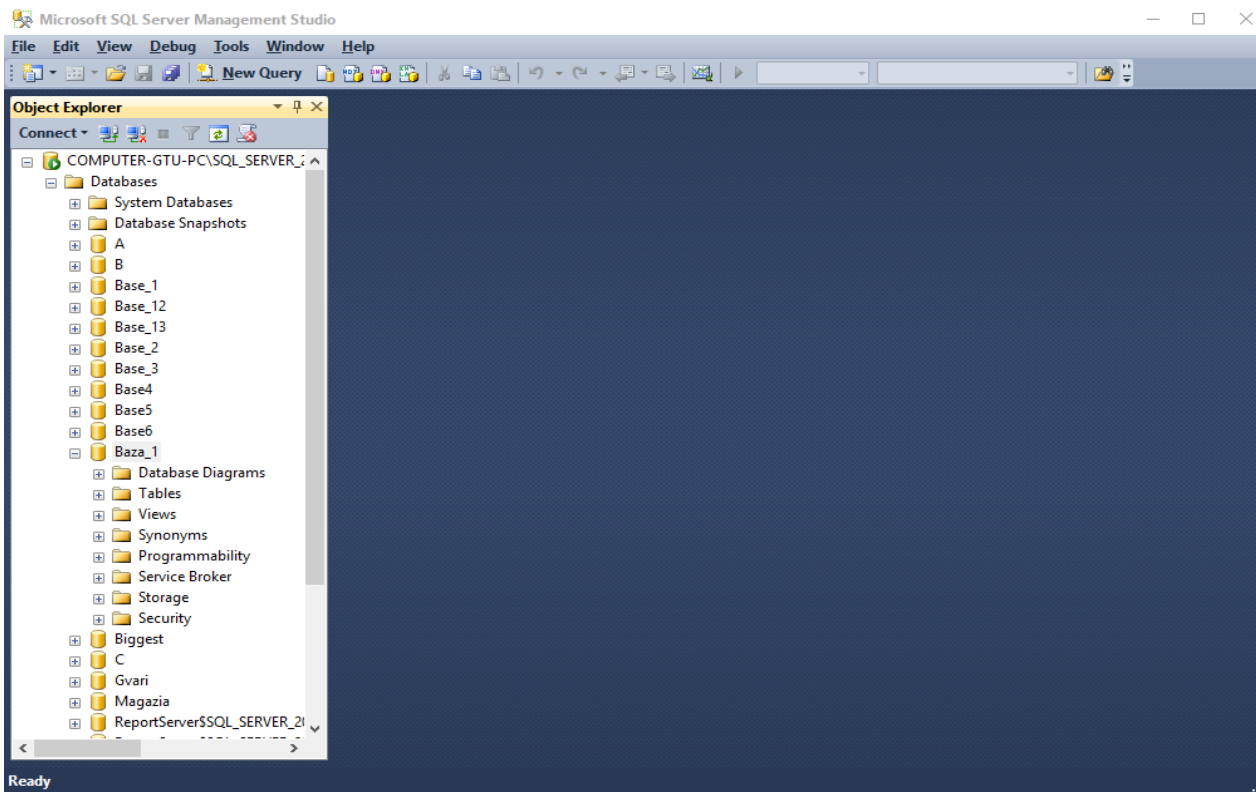 Microsoft SQL Server Management Studio
File Edit View Debug Tools Window Help
New Query
Object Explorer
Connect
COMPUTER-GTU-PC\SQL_SERVER_2
Databases
System Databases
Database Snapshots
A
B
Base_1
Base_12
Base_13
Base_2
Base_3
Base4
Base5
Base6
Baza_1
Database Diagrams
Tables
Views
Synonyms
Programmability
Service Broker
Storage
Security
Biggest
C
Gvari
Magazia
ReportServer$SQL_SERVER_20
Ready